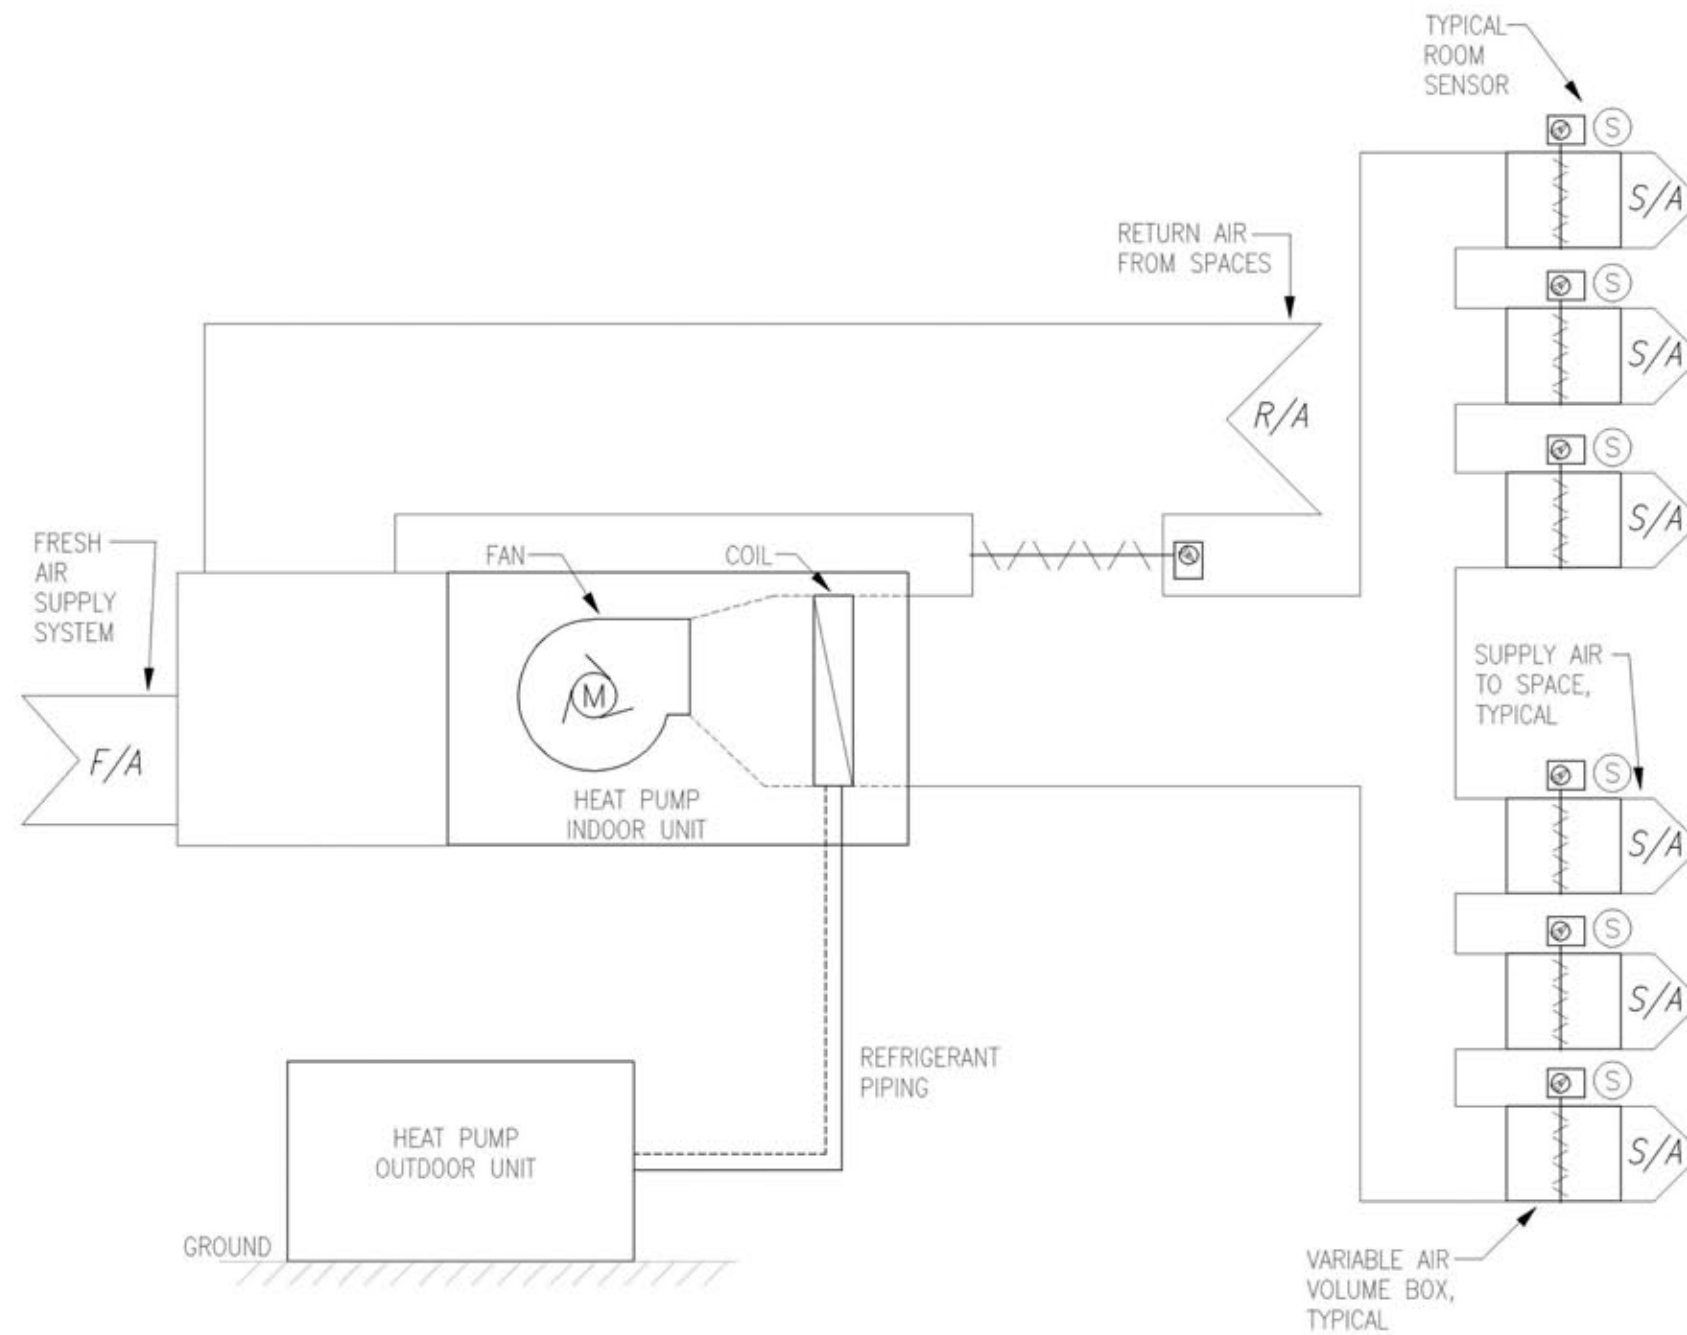 TYPICAL
ROOM
SENSOR
S
S/A
RETURN AIR
FROM SPACES
S
S/A
R/A
S
S/A
FRESH
AIR
SUPPLY
SYSTEM
FAN
COIL
M
F/A
HEAT PUMP
INDOOR UNIT
SUPPLY AIR
TO SPACE,
TYPICAL
S
S/A
S
S/A
REFRIGERANT
PIPING
S
S/A
HEAT PUMP
OUTDOOR UNIT
GROUND
VARIABLE AIR
VOLUME BOX,
TYPICAL